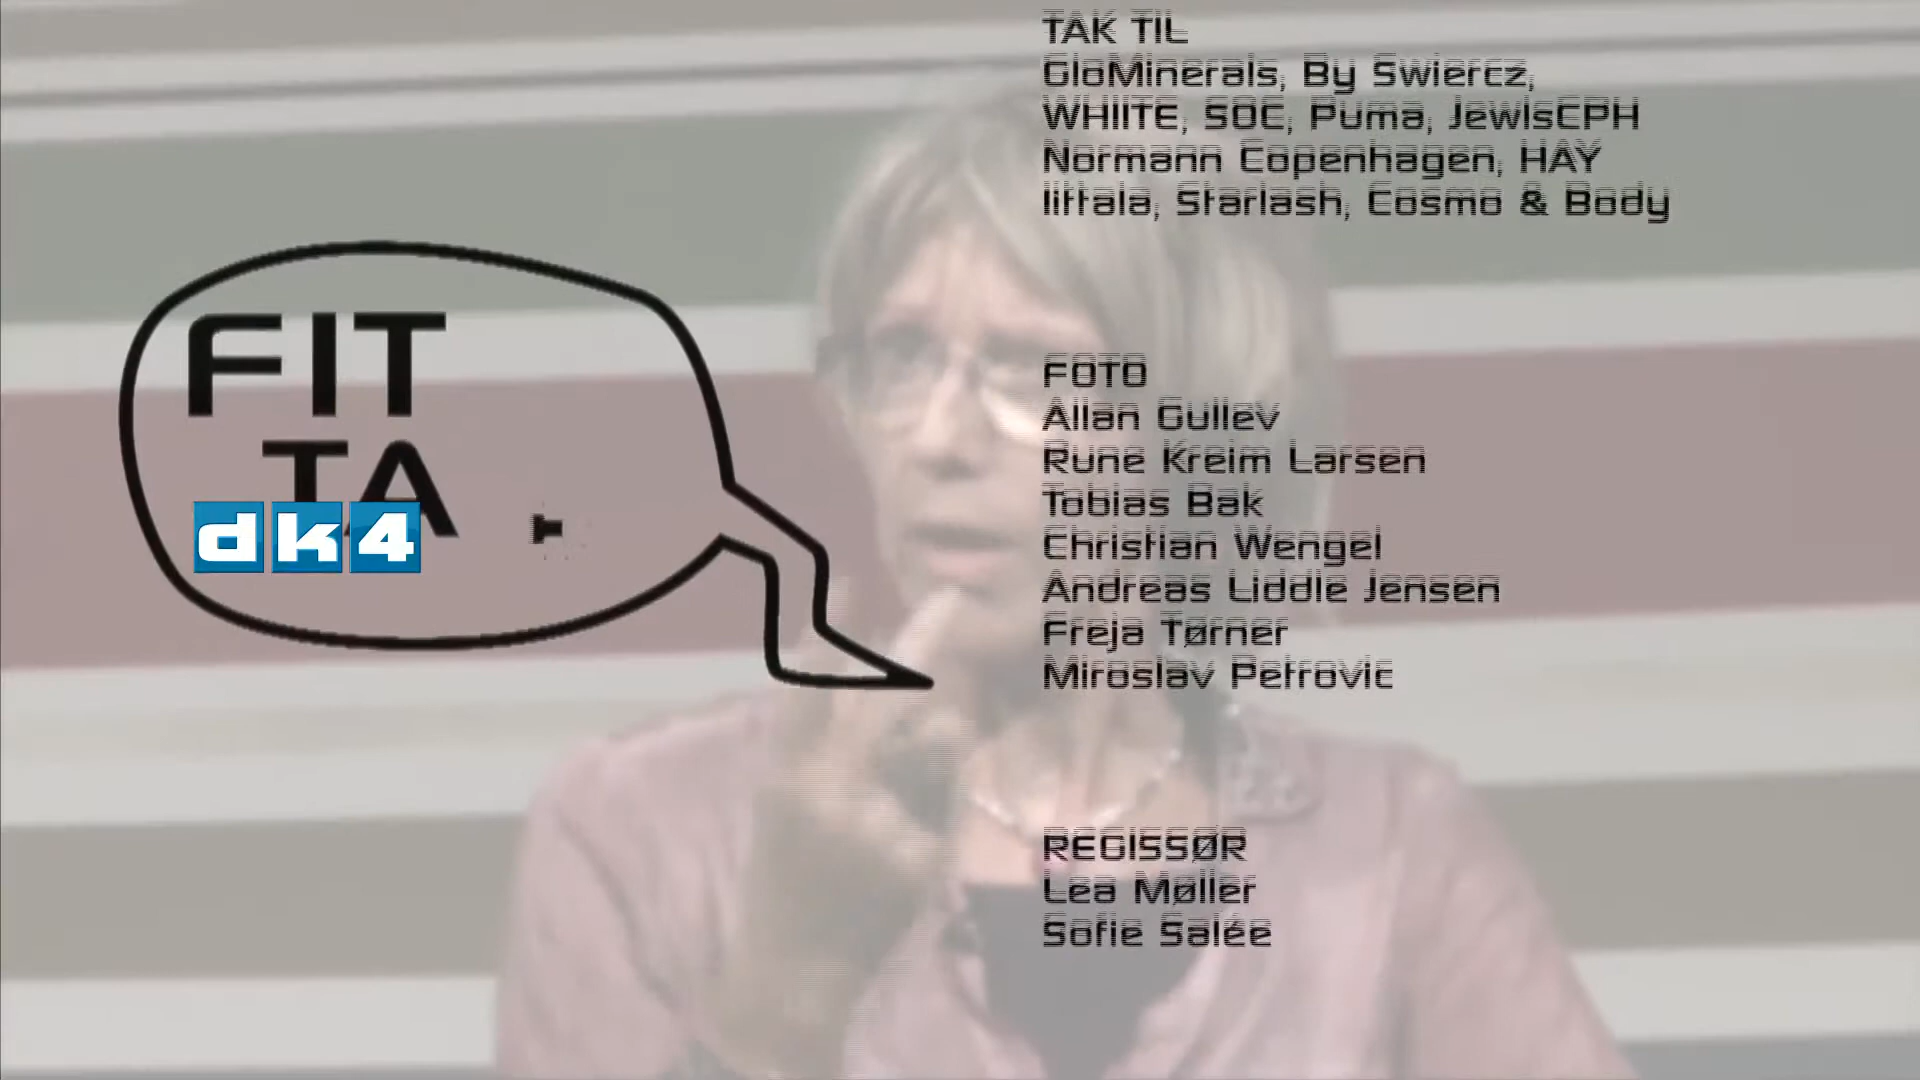 TAK TIL
GloMinerals, By Swiercz,
WHIITE, SOC, Puma, JewlsCPH
Normann Copenhagen, HAY
Iittala, Starlash, Cosmo & Body
FIT
TA
dk4
FOTO
Allan Gullev
Rune Kreim Larsen
Tobias Bak
Christian Wengel
Andreas Liddle Jensen
Freja Tørner
Miroslav Petrovic
REGISSØR
Lea Møller
Sofie Salée